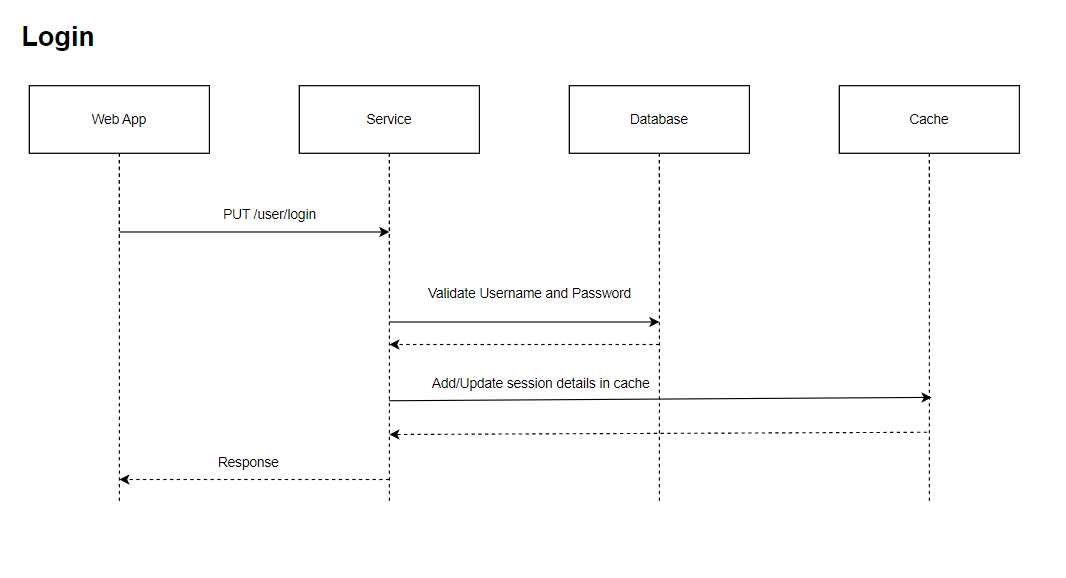 Login
Web App
Service
Database
Cache
PUT /user/login
Validate Username and Password
Add/Update session details in cache
Response